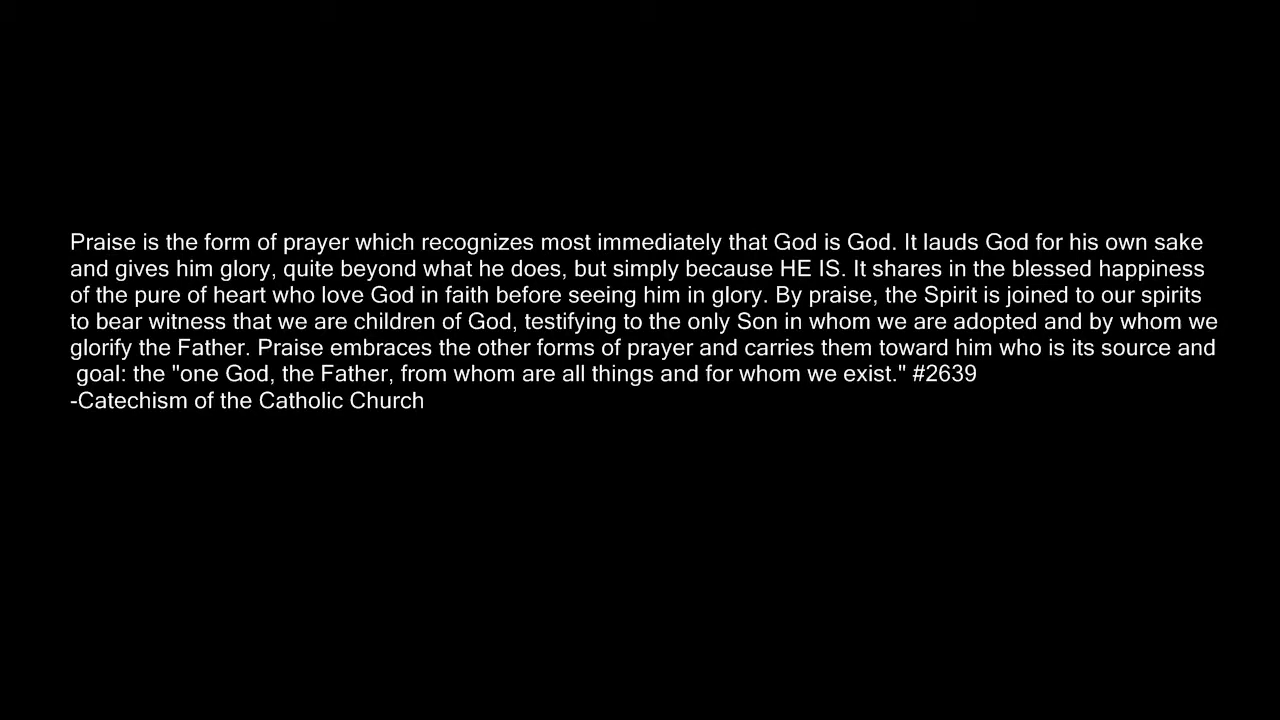 Praise is the form of prayer which recognizes most immediately that God is God. It lauds God for his own sake
and gives him glory, quite beyond what he does, but simply because HE IS. It shares in the blessed happiness
of the pure of heart who love God in faith before seeing him in glory. By praise, the Spirit is joined to our spirits
to bear witness that we are children of God, testifying to the only Son in whom we are adopted and by whom we
glorify the Father. Praise embraces the other forms of prayer and carries them toward him who is its source and
goal: the "one God, the Father, from whom are all things and for whom we exist." #2639
-Catechism of the Catholic Church